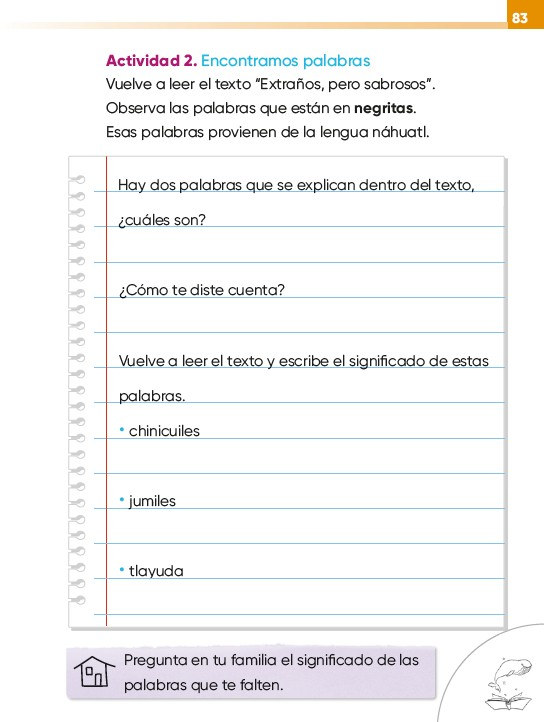 83
Actividad 2. Encontramos palabras
Vuelve a leer el texto “Extraños, pero sabrosos”.
Observa las palabras que están en negritas.
Esas palabras provienen de la lengua náhuatl.
Hay dos palabras que se explican dentro del texto,
¿cuáles son?
¿Cómo te diste cuenta?
Vuelve a leer el texto y escribe el significado de estas
palabras.
• chinicuiles
• jumiles
• tlayuda
Pregunta en tu familia el significado de las
palabras que te falten.